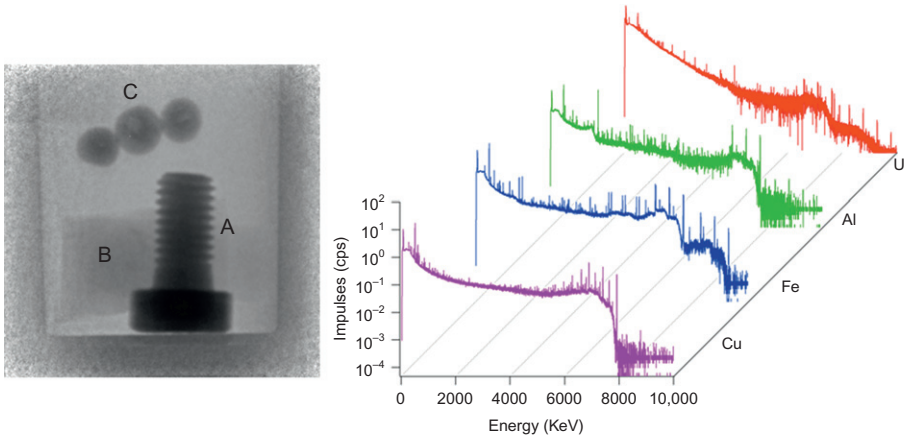 C
A
B
Impulses (cps)
10²
10¹
10⁰
10⁻¹
10⁻²
10⁻³
10⁻⁴
0 2000 4000 6000 8000 10,000
Energy (KeV)
U
Al
Fe
Cu